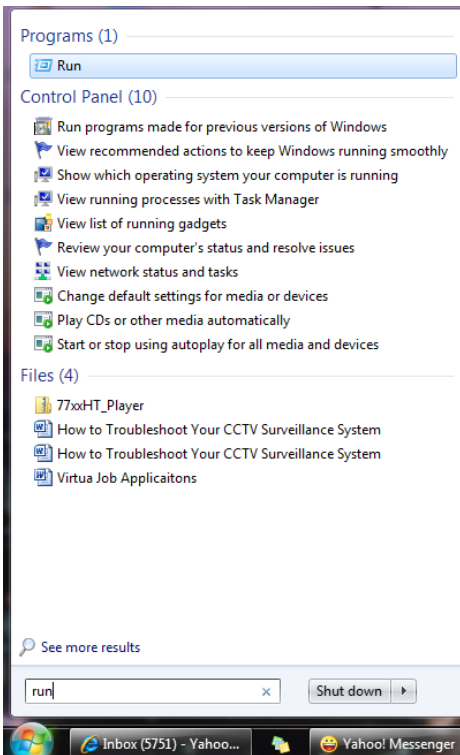 Programs (1)
Run
Control Panel (10)
Run programs made for previous versions of Windows
View recommended actions to keep Windows running smoothly
Show which operating system your computer is running
View running processes with Task Manager
View list of running gadgets
Review your computer's status and resolve issues
View network status and tasks
Change default settings for media or devices
Play CDs or other media automatically
Start or stop using autoplay for all media and devices
Files (4)
77xxHT_Player
How to Troubleshoot Your CCTV Surveillance System
How to Troubleshoot Your CCTV Surveillance System
Virtua Job Applicaitons
See more results
run
Shut down
Inbox (5751) - Yahoo... Yahoo! Messenger